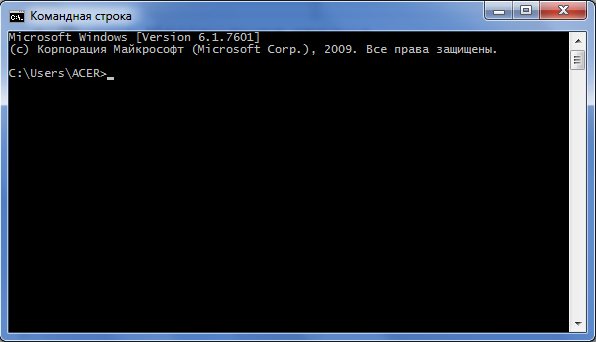 Командная строка
Microsoft Windows [Version 6.1.7601]
(c) Корпорация Майкрософт (Microsoft Corp.), 2009. Все права защищены.
C:\Users\ACER>_